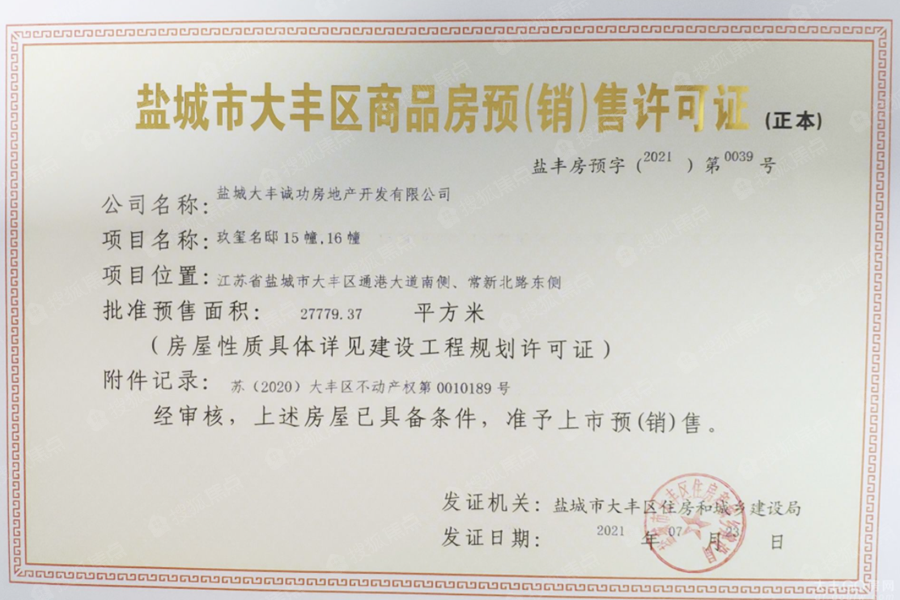 盐城市大丰区商品房预(销)售许可证 (正本)
盐丰房预字(2021)第0039号
公司名称:盐城大丰诚功房地产开发有限公司
项目名称:玖玺名邸15幢,16幢
项目位置:江苏省盐城市大丰区通港大道南侧、常新北路东侧
批准预售面积: 27779.37 平方米
(房屋性质具体详见建设工程规划许可证)
附件记录: 苏(2020)大丰区不动产权第0010189号
经审核,上述房屋已具备条件,准予上市预(销)售。
发证机关: 盐城市大丰区住房和城乡建设局
发证日期: 2021 年 07 月 23 日